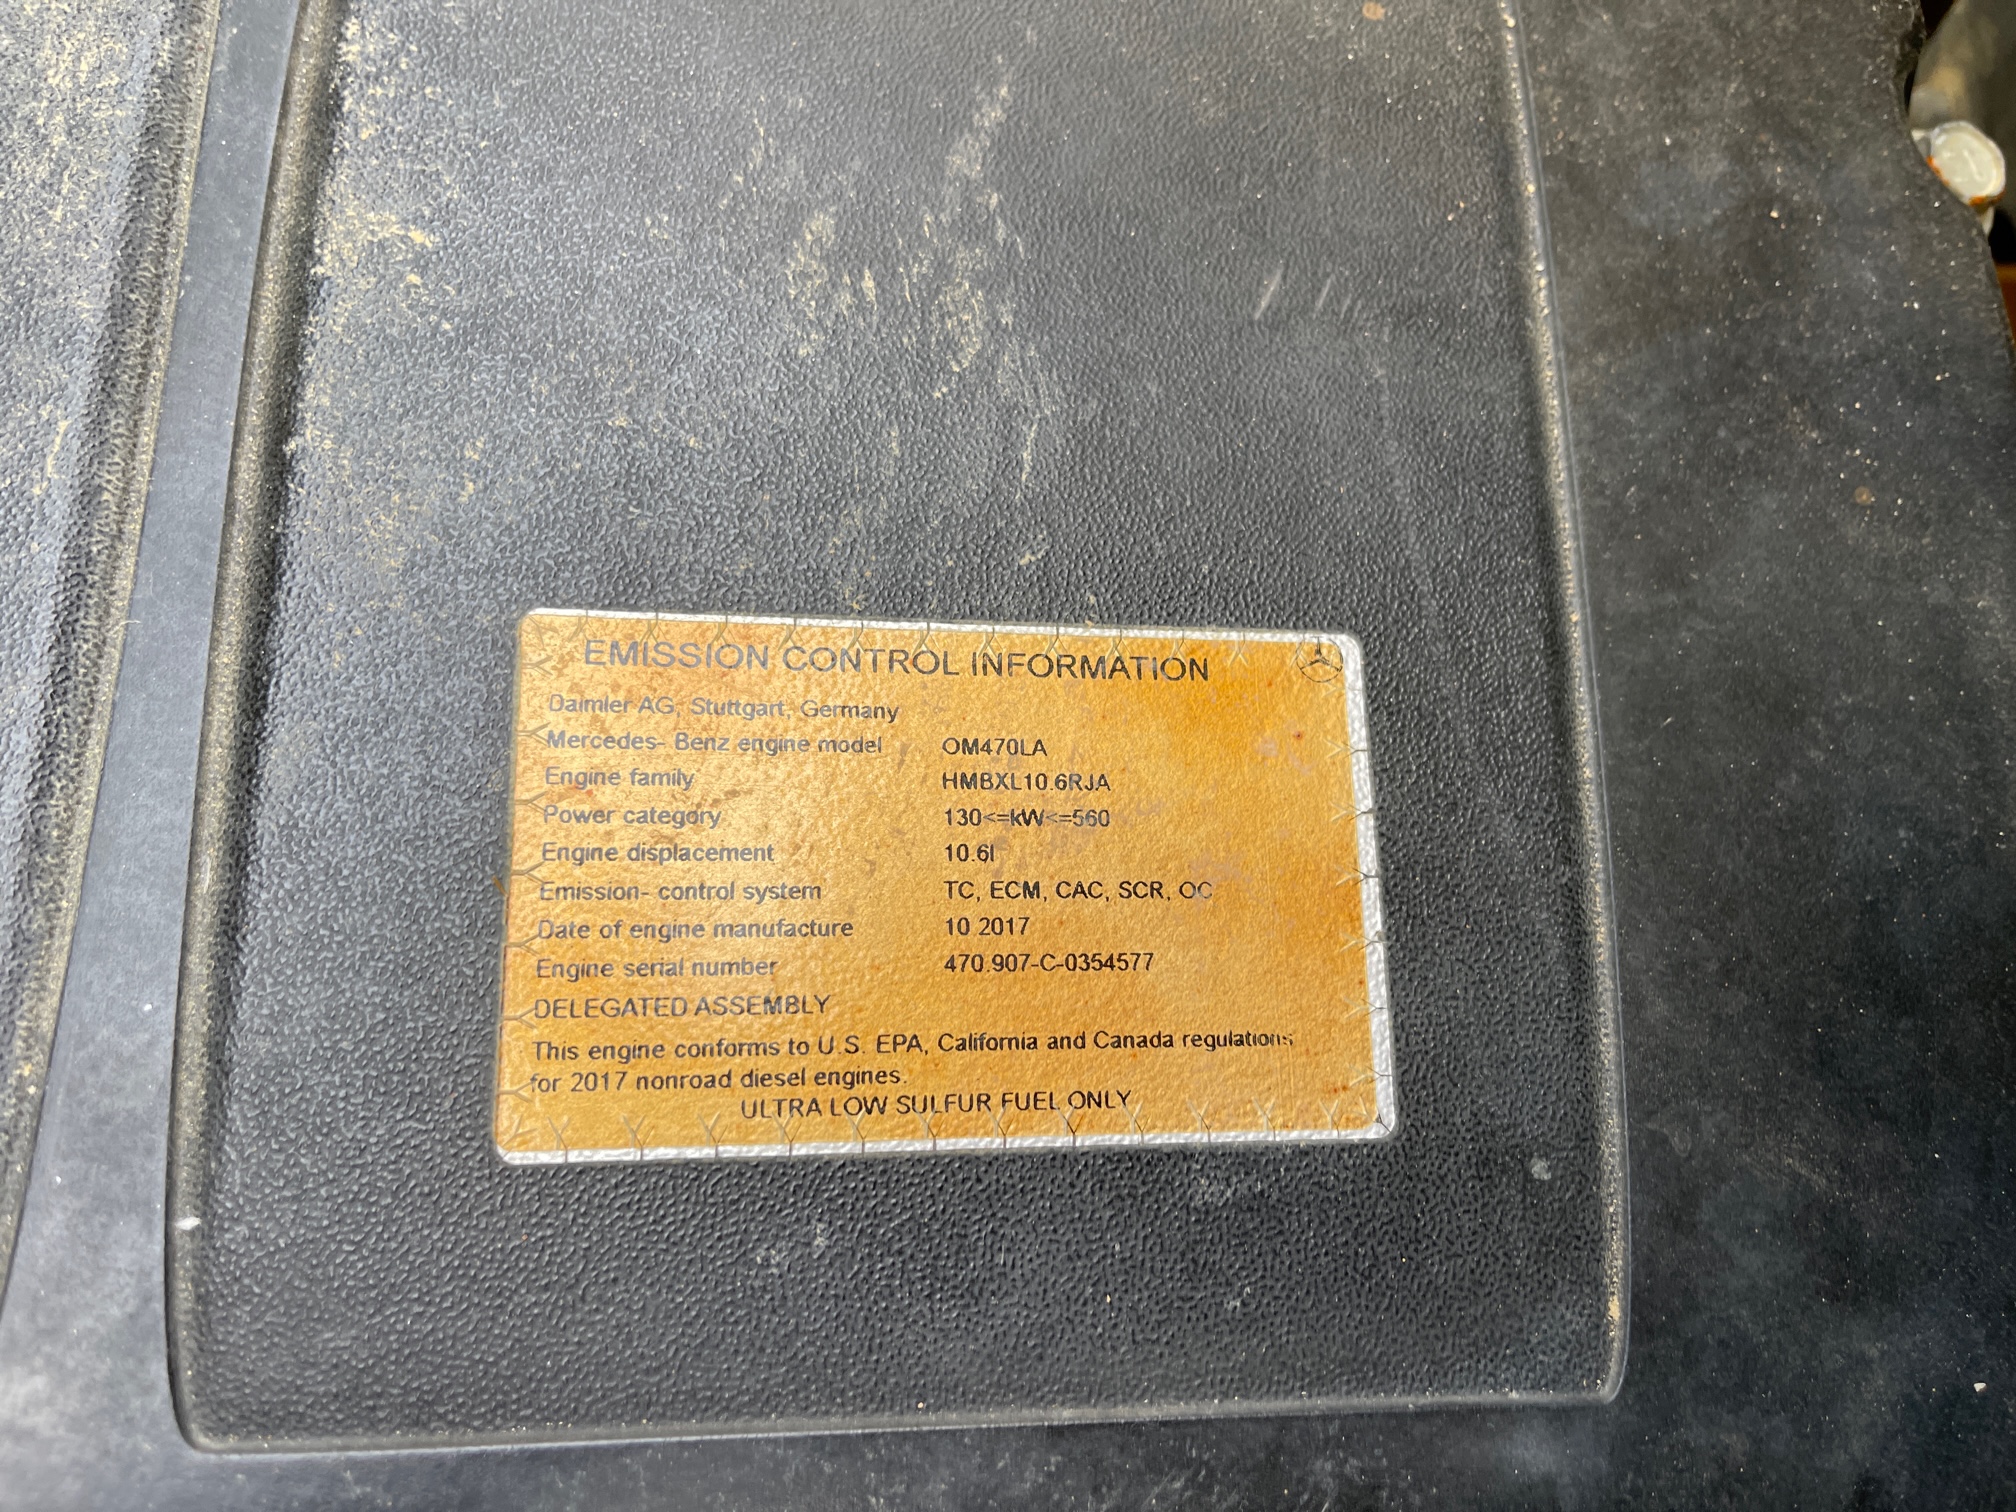 EMISSION CONTROL INFORMATION
Daimler AG, Stuttgart, Germany
Mercedes- Benz engine model OM470LA
Engine family HMBXL10.6RJA
Power category 130<=kW<=560
Engine displacement 10.6l
Emission- control system TC, ECM, CAC, SCR, OC
Date of engine manufacture 10 2017
Engine serial number 470.907-C-0354577
DELEGATED ASSEMBLY
This engine conforms to U.S. EPA, California and Canada regulations
for 2017 nonroad diesel engines.
ULTRA LOW SULFUR FUEL ONLY